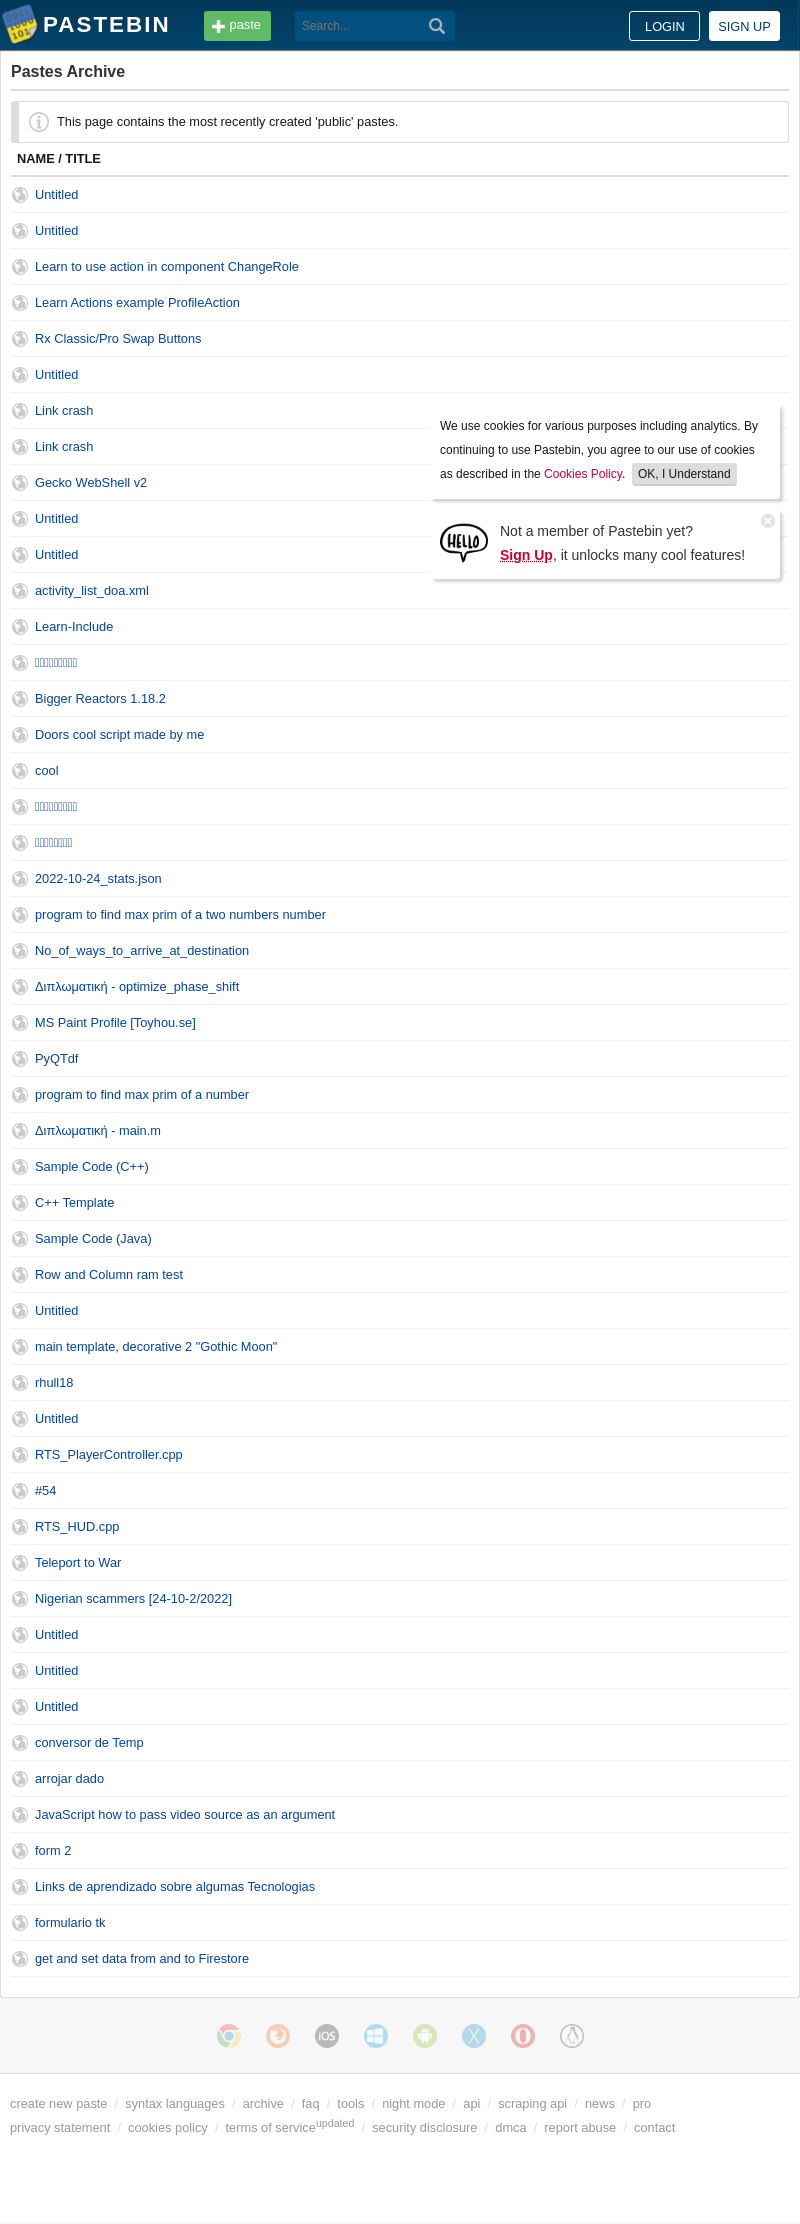 PASTEBIN
paste
Search...
LOGIN
SIGN UP
Pastes Archive
This page contains the most recently created 'public' pastes.
NAME / TITLE
Untitled
Untitled
Learn to use action in component ChangeRole
Learn Actions example ProfileAction
Rx Classic/Pro Swap Buttons
Untitled
Link crash
Link crash
Gecko WebShell v2
Untitled
Untitled
We use cookies for various purposes including analytics. By
continuing to use Pastebin, you agree to our use of cookies
as described in the Cookies Policy. OK, I Understand
HELLO
Not a member of Pastebin yet?
Sign Up, it unlocks many cool features!
activity_list_doa.xml
Learn-Include
Bigger Reactors 1.18.2
Doors cool script made by me
cool
2022-10-24_stats.json
program to find max prim of a two numbers number
No_of_ways_to_arrive_at_destination
Διπλωματική - optimize_phase_shift
MS Paint Profile [Toyhou.se]
PyQTdf
program to find max prim of a number
Διπλωματική - main.m
Sample Code (C++)
C++ Template
Sample Code (Java)
Row and Column ram test
Untitled
main template, decorative 2 "Gothic Moon"
rhull18
Untitled
RTS_PlayerController.cpp
#54
RTS_HUD.cpp
Teleport to War
Nigerian scammers [24-10-2/2022]
Untitled
Untitled
Untitled
conversor de Temp
arrojar dado
JavaScript how to pass video source as an argument
form 2
Links de aprendizado sobre algumas Tecnologias
formulario tk
get and set data from and to Firestore
iOS
create new paste / syntax languages / archive / faq / tools / night mode / api / scraping api / news / pro
privacy statement / cookies policy / terms of service updated / security disclosure / dmca / report abuse / contact